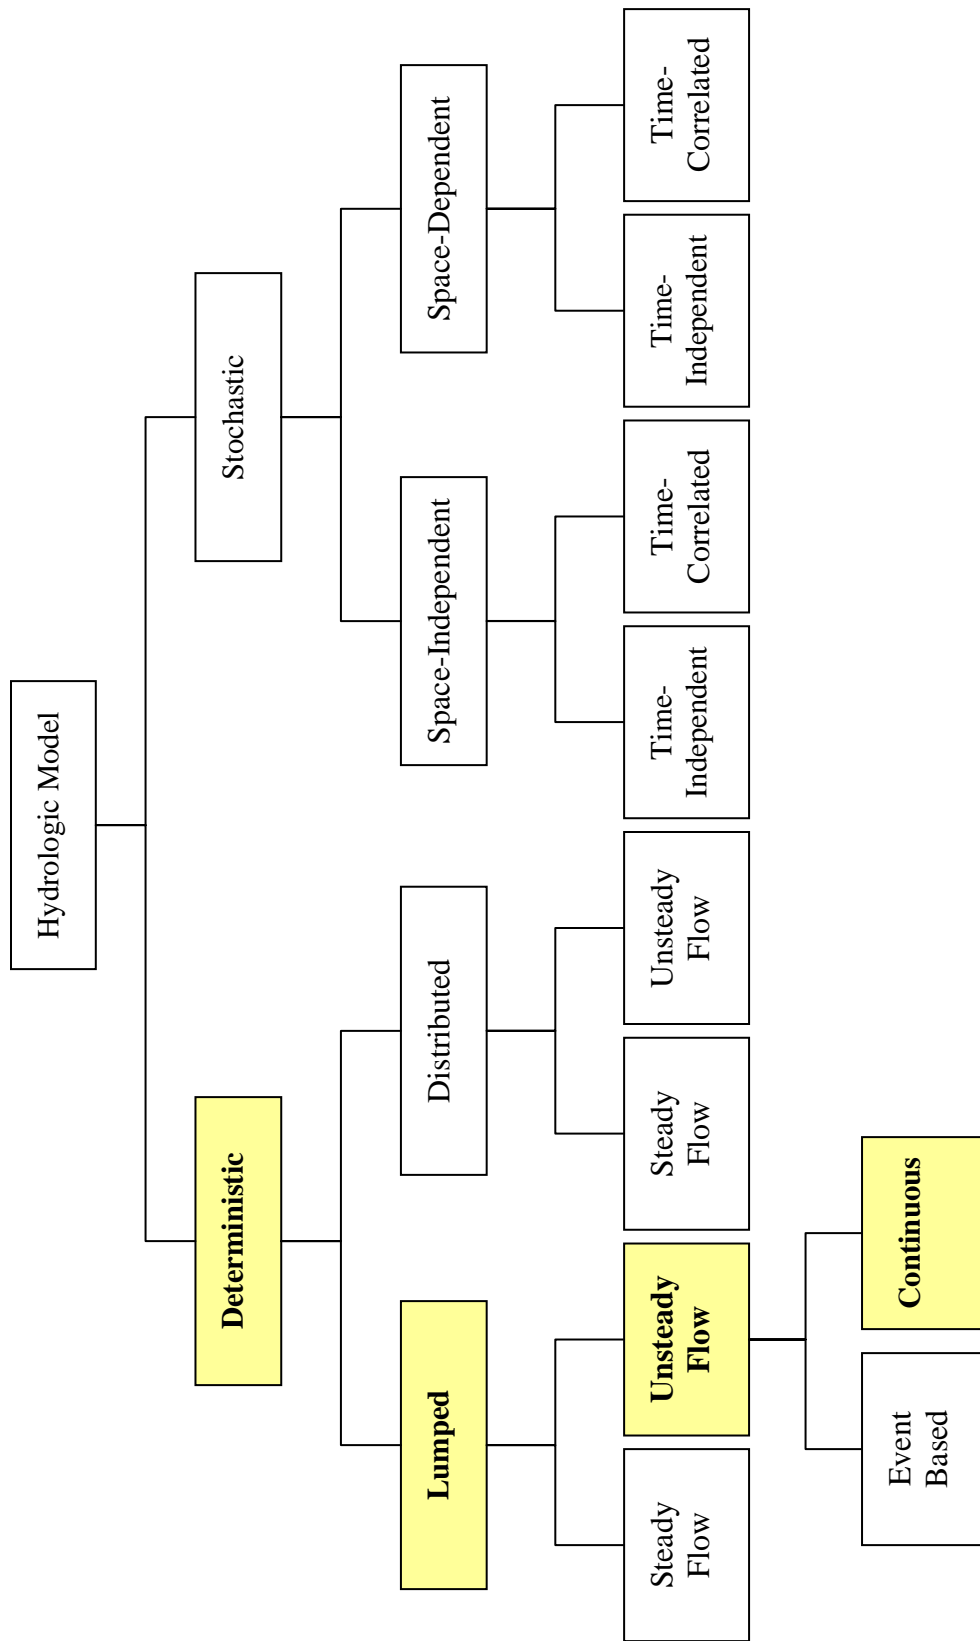 Hydrologic Model
Deterministic
Stochastic
Lumped
Distributed
Space-Independent
Space-Dependent
Steady
Flow
Unsteady
Flow
Steady
Flow
Unsteady
Flow
Time-
Independent
Time-
Correlated
Time-
Independent
Time-
Correlated
Event
Based
Continuous